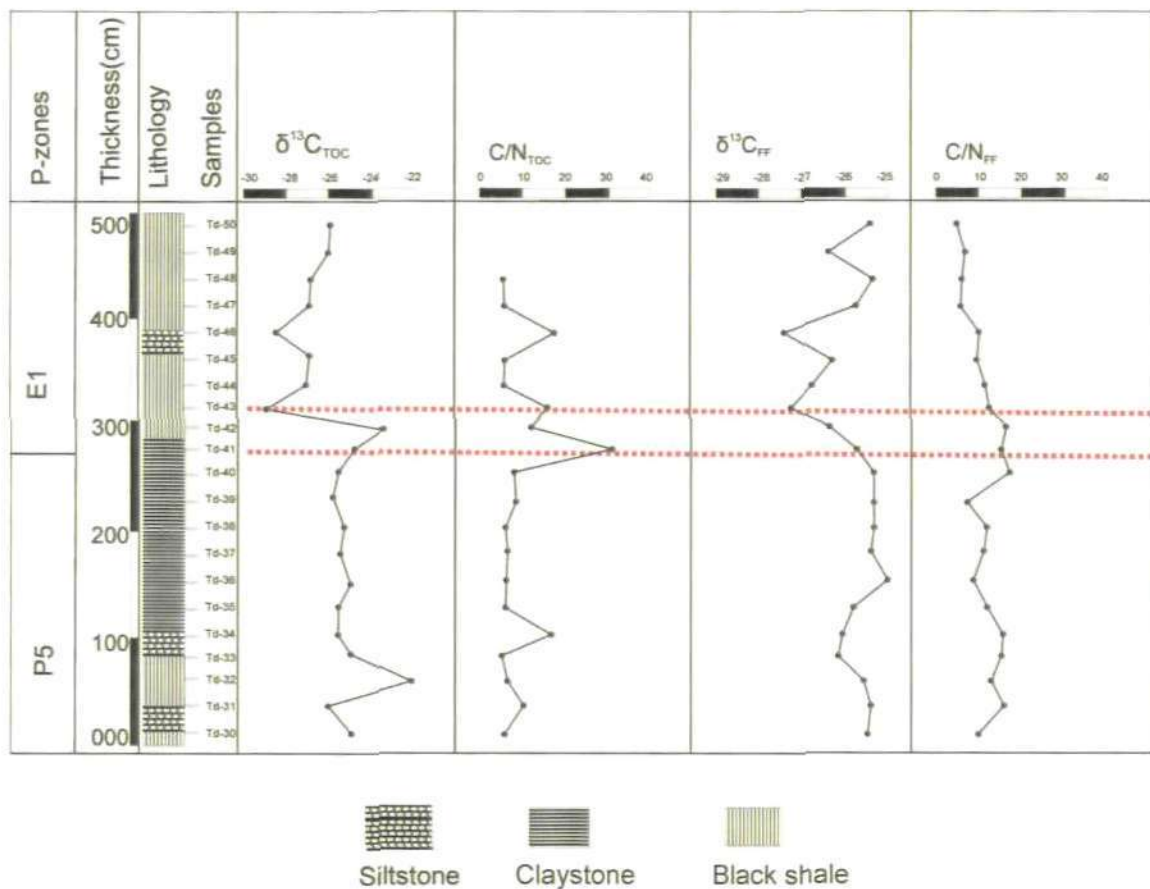 P-zones
Thickness(cm)
Lithology
Samples
δ¹³C_TOC
C/N_TOC
δ¹³C_FF
C/N_FF
-30 -28 -26 -24 -22
0 10 20 30 40
-29 -28 -27 -26 -25
0 10 20 30 40
E1
P5
500
400
300
200
100
000
Td-50
Td-49
Td-48
Td-47
Td-46
Td-45
Td-44
Td-43
Td-42
Td-41
Td-40
Td-39
Td-38
Td-37
Td-36
Td-35
Td-34
Td-33
Td-32
Td-31
Td-30
Siltstone
Claystone
Black shale